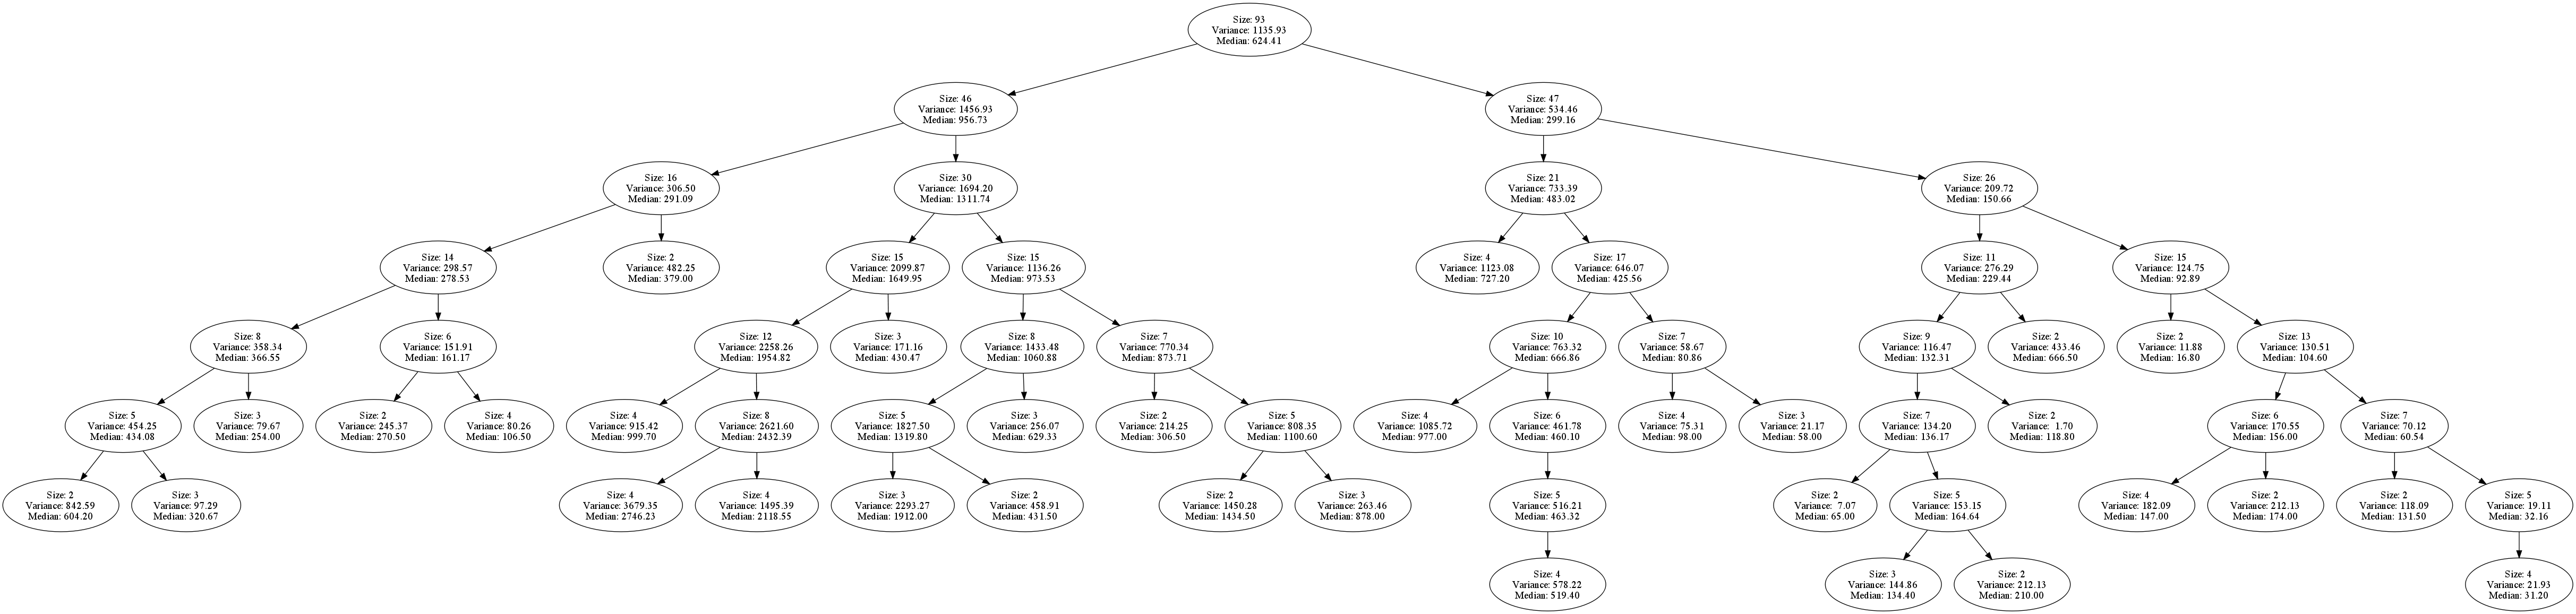 Size: 93
Variance: 1135.93
Median: 624.41
Size: 46
Variance: 1456.93
Median: 956.73
Size: 47
Variance: 534.46
Median: 299.16
Size: 16
Variance: 306.50
Median: 291.09
Size: 30
Variance: 1694.20
Median: 1311.74
Size: 21
Variance: 733.39
Median: 483.02
Size: 26
Variance: 209.72
Median: 150.66
Size: 14
Variance: 298.57
Median: 278.53
Size: 2
Variance: 482.25
Median: 379.00
Size: 15
Variance: 2099.87
Median: 1649.95
Size: 15
Variance: 1136.26
Median: 973.53
Size: 4
Variance: 1123.08
Median: 727.20
Size: 17
Variance: 646.07
Median: 425.56
Size: 11
Variance: 276.29
Median: 229.44
Size: 15
Variance: 124.75
Median: 92.89
Size: 8
Variance: 358.34
Median: 366.55
Size: 6
Variance: 151.91
Median: 161.17
Size: 12
Variance: 2258.26
Median: 1954.82
Size: 3
Variance: 171.16
Median: 430.47
Size: 8
Variance: 1433.48
Median: 1060.88
Size: 7
Variance: 770.34
Median: 873.71
Size: 10
Variance: 763.32
Median: 666.86
Size: 7
Variance: 58.67
Median: 80.86
Size: 9
Variance: 116.47
Median: 132.31
Size: 2
Variance: 433.46
Median: 666.50
Size: 2
Variance: 11.88
Median: 16.80
Size: 13
Variance: 130.51
Median: 104.60
Size: 5
Variance: 454.25
Median: 434.08
Size: 3
Variance: 79.67
Median: 254.00
Size: 2
Variance: 245.37
Median: 270.50
Size: 4
Variance: 80.26
Median: 106.50
Size: 4
Variance: 915.42
Median: 999.70
Size: 8
Variance: 2621.60
Median: 2432.39
Size: 5
Variance: 1827.50
Median: 1319.80
Size: 3
Variance: 256.07
Median: 629.33
Size: 2
Variance: 214.25
Median: 306.50
Size: 5
Variance: 808.35
Median: 1100.60
Size: 4
Variance: 1085.72
Median: 977.00
Size: 6
Variance: 461.78
Median: 460.10
Size: 4
Variance: 75.31
Median: 98.00
Size: 3
Variance: 21.17
Median: 58.00
Size: 7
Variance: 134.20
Median: 136.17
Size: 2
Variance: 1.70
Median: 118.80
Size: 6
Variance: 170.55
Median: 156.00
Size: 7
Variance: 70.12
Median: 60.54
Size: 2
Variance: 842.59
Median: 604.20
Size: 3
Variance: 97.29
Median: 320.67
Size: 4
Variance: 3679.35
Median: 2746.23
Size: 4
Variance: 1495.39
Median: 2118.55
Size: 3
Variance: 2293.27
Median: 1912.00
Size: 2
Variance: 458.91
Median: 431.50
Size: 2
Variance: 1450.28
Median: 1434.50
Size: 3
Variance: 263.46
Median: 878.00
Size: 5
Variance: 516.21
Median: 463.32
Size: 2
Variance: 7.07
Median: 65.00
Size: 5
Variance: 153.15
Median: 164.64
Size: 4
Variance: 182.09
Median: 147.00
Size: 2
Variance: 212.13
Median: 174.00
Size: 2
Variance: 118.09
Median: 131.50
Size: 5
Variance: 19.11
Median: 32.16
Size: 4
Variance: 578.22
Median: 519.40
Size: 3
Variance: 144.86
Median: 134.40
Size: 2
Variance: 212.13
Median: 210.00
Size: 4
Variance: 21.93
Median: 31.20